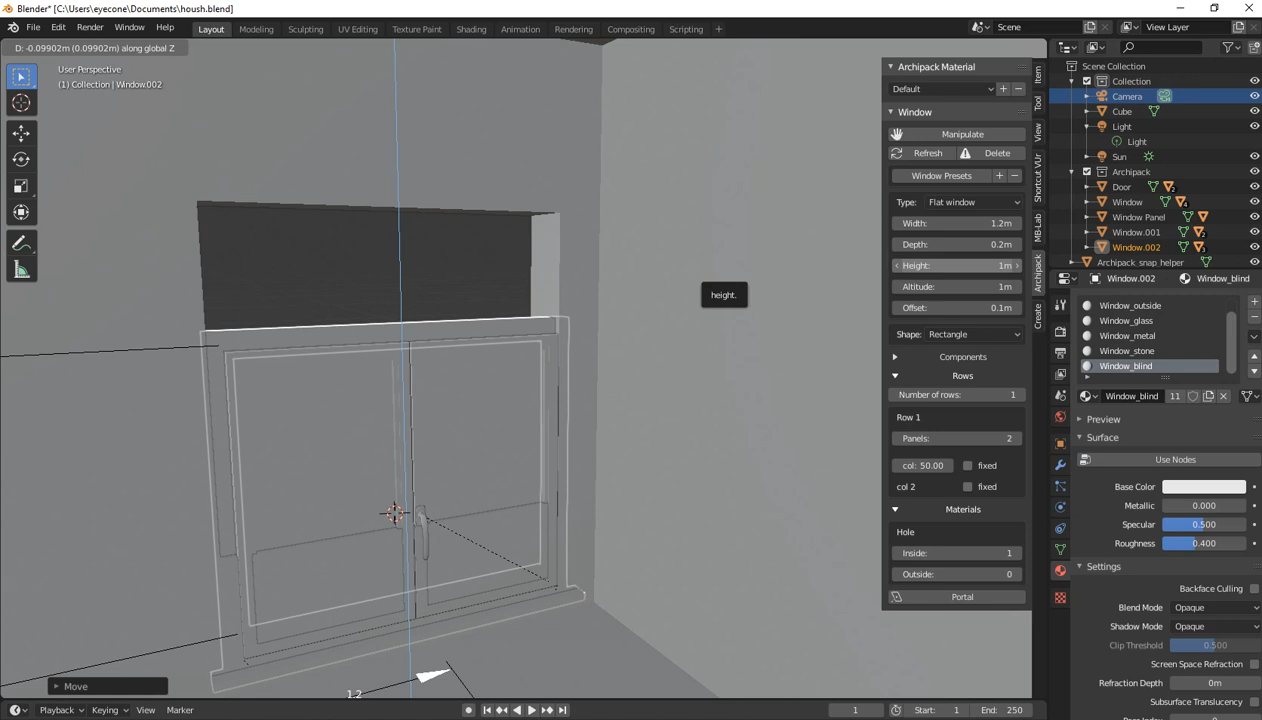 Blender* [C:\Users\eyecone\Documents\housh.blend]
File Edit Render Window Help Layout Modeling Sculpting UV Editing Texture Paint Shading Animation Rendering Compositing Scripting Scene View Layer
D: -0.09902m (0.09902m) along global Z
User Perspective
(1) Collection | Window.002
1.2
Move
height.
Archipack Material
Default
Window
Manipulate
Refresh Delete
Window Presets
Type: Flat window
Width: 1.2m
Depth: 0.2m
Height: 1m
Altitude: 1m
Offset: 0.1m
Shape: Rectangle
Components
Rows
Number of rows: 1
Row 1
Panels: 2
col: 50.00 fixed
col 2 fixed
Materials
Hole
Inside: 1
Outside: 0
Portal
Item
Tool
View
Shortcut VUr
MB-Lab
Archipack
Create
Scene Collection
Collection
Camera
Cube
Light
Light
Sun
Archipack
Door 2
Window 4
Window Panel
Window.001 2
Window.002 3
Archipack_snap_helper
Window.002 Window_blind
Window_outside
Window_glass
Window_metal
Window_stone
Window_blind
Window_blind 11
Preview
Surface
Use Nodes
Base Color
Metallic 0.000
Specular 0.500
Roughness 0.400
Settings
Backface Culling
Blend Mode Opaque
Shadow Mode Opaque
Clip Threshold 0.500
Screen Space Refraction
Refraction Depth 0m
Subsurface Translucency
Playback Keying View Marker 1 Start: 1 End: 250